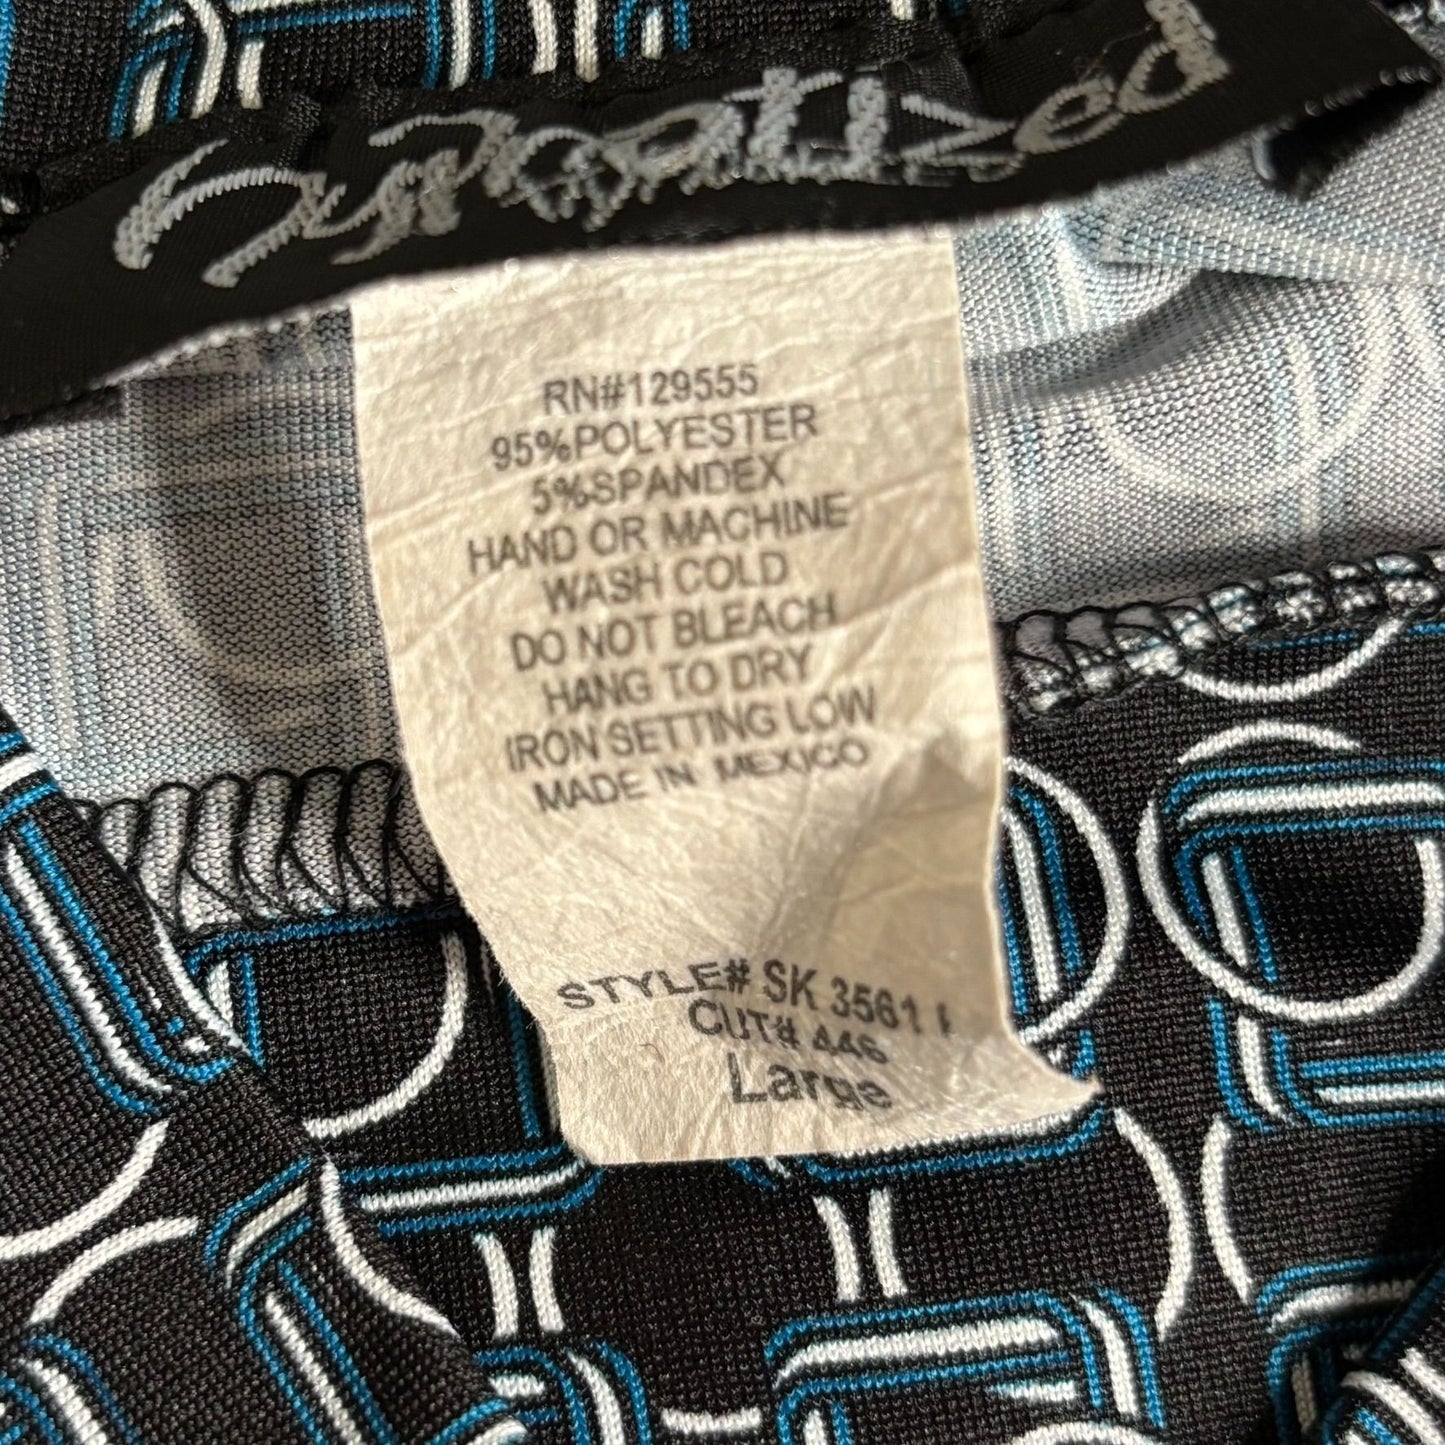 Hypnotized
RN#129555
95%POLYESTER
5%SPANDEX
HAND OR MACHINE
WASH COLD
DO NOT BLEACH
HANG TO DRY
IRON SETTING LOW
MADE IN MEXICO
STYLE# SK 3561
CUT# 446
Large